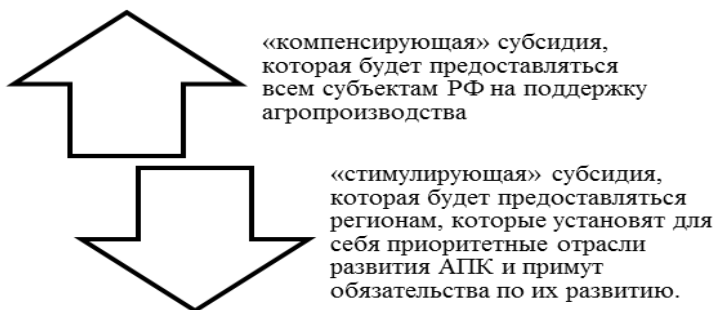 «компенсирующая» субсидия,
которая будет предоставляться
всем субъектам РФ на поддержку
агропроизводства
«стимулирующая» субсидия,
которая будет предоставляться
регионам, которые установят для
себя приоритетные отрасли
развития АПК и примут
обязательства по их развитию.